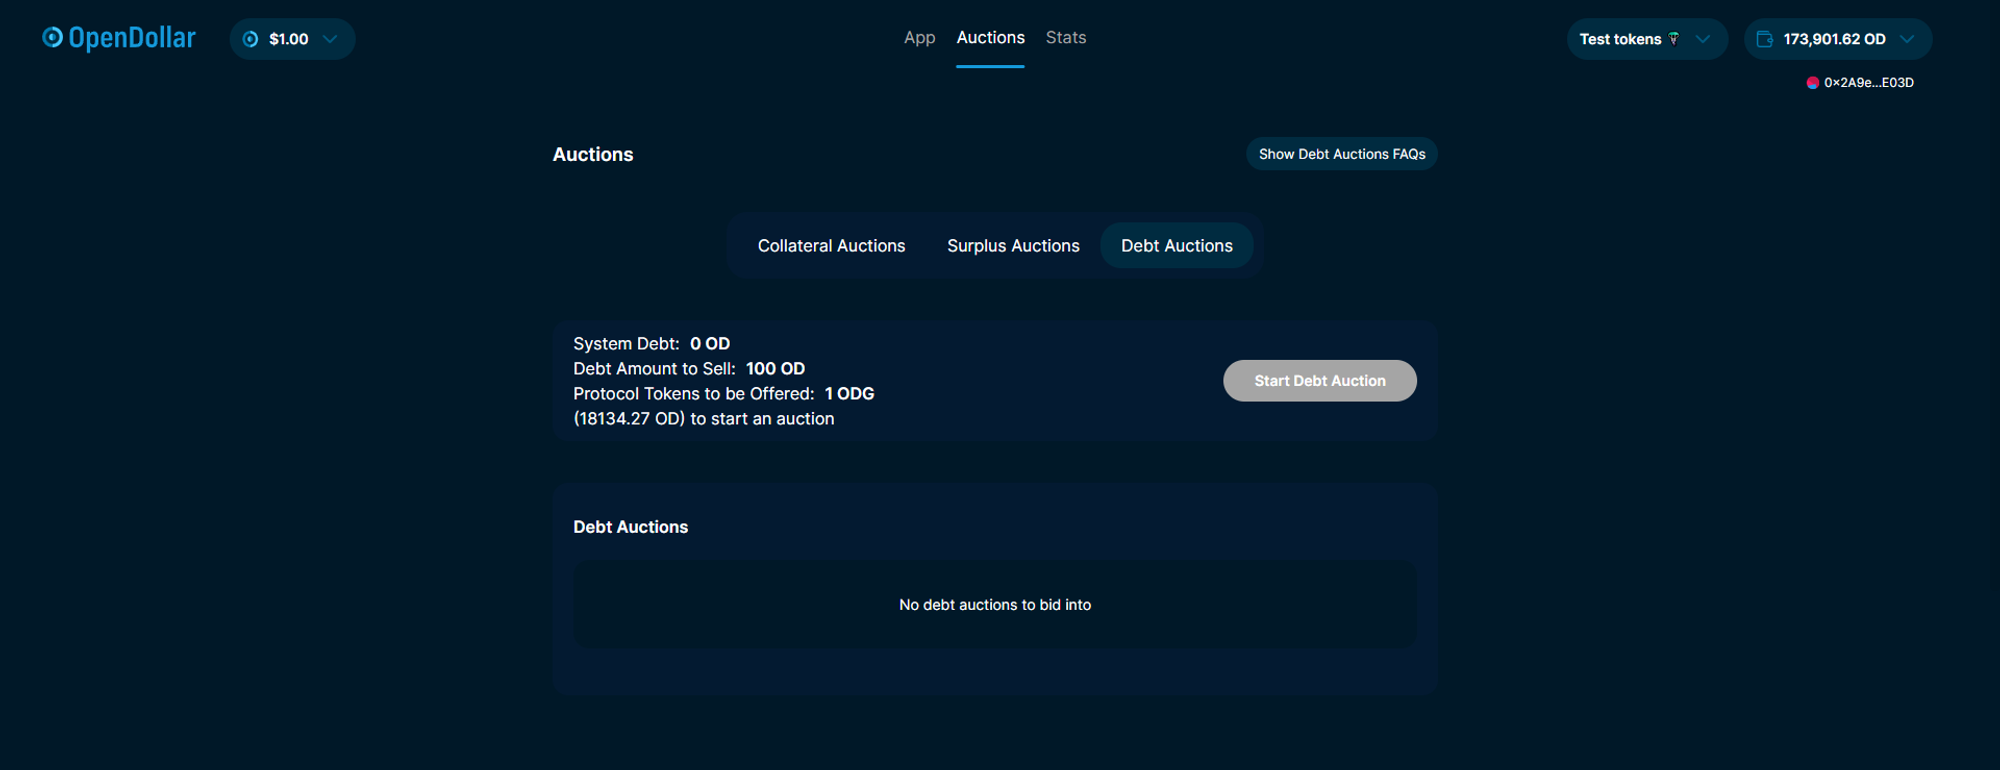 OpenDollar
$1.00
App Auctions Stats
Test tokens
173,901.62 OD
0×2A9e...E03D
Auctions
Show Debt Auctions FAQs
Collateral Auctions Surplus Auctions Debt Auctions
System Debt: 0 OD
Debt Amount to Sell: 100 OD
Protocol Tokens to be Offered: 1 ODG
(18134.27 OD) to start an auction
Start Debt Auction
Debt Auctions
No debt auctions to bid into